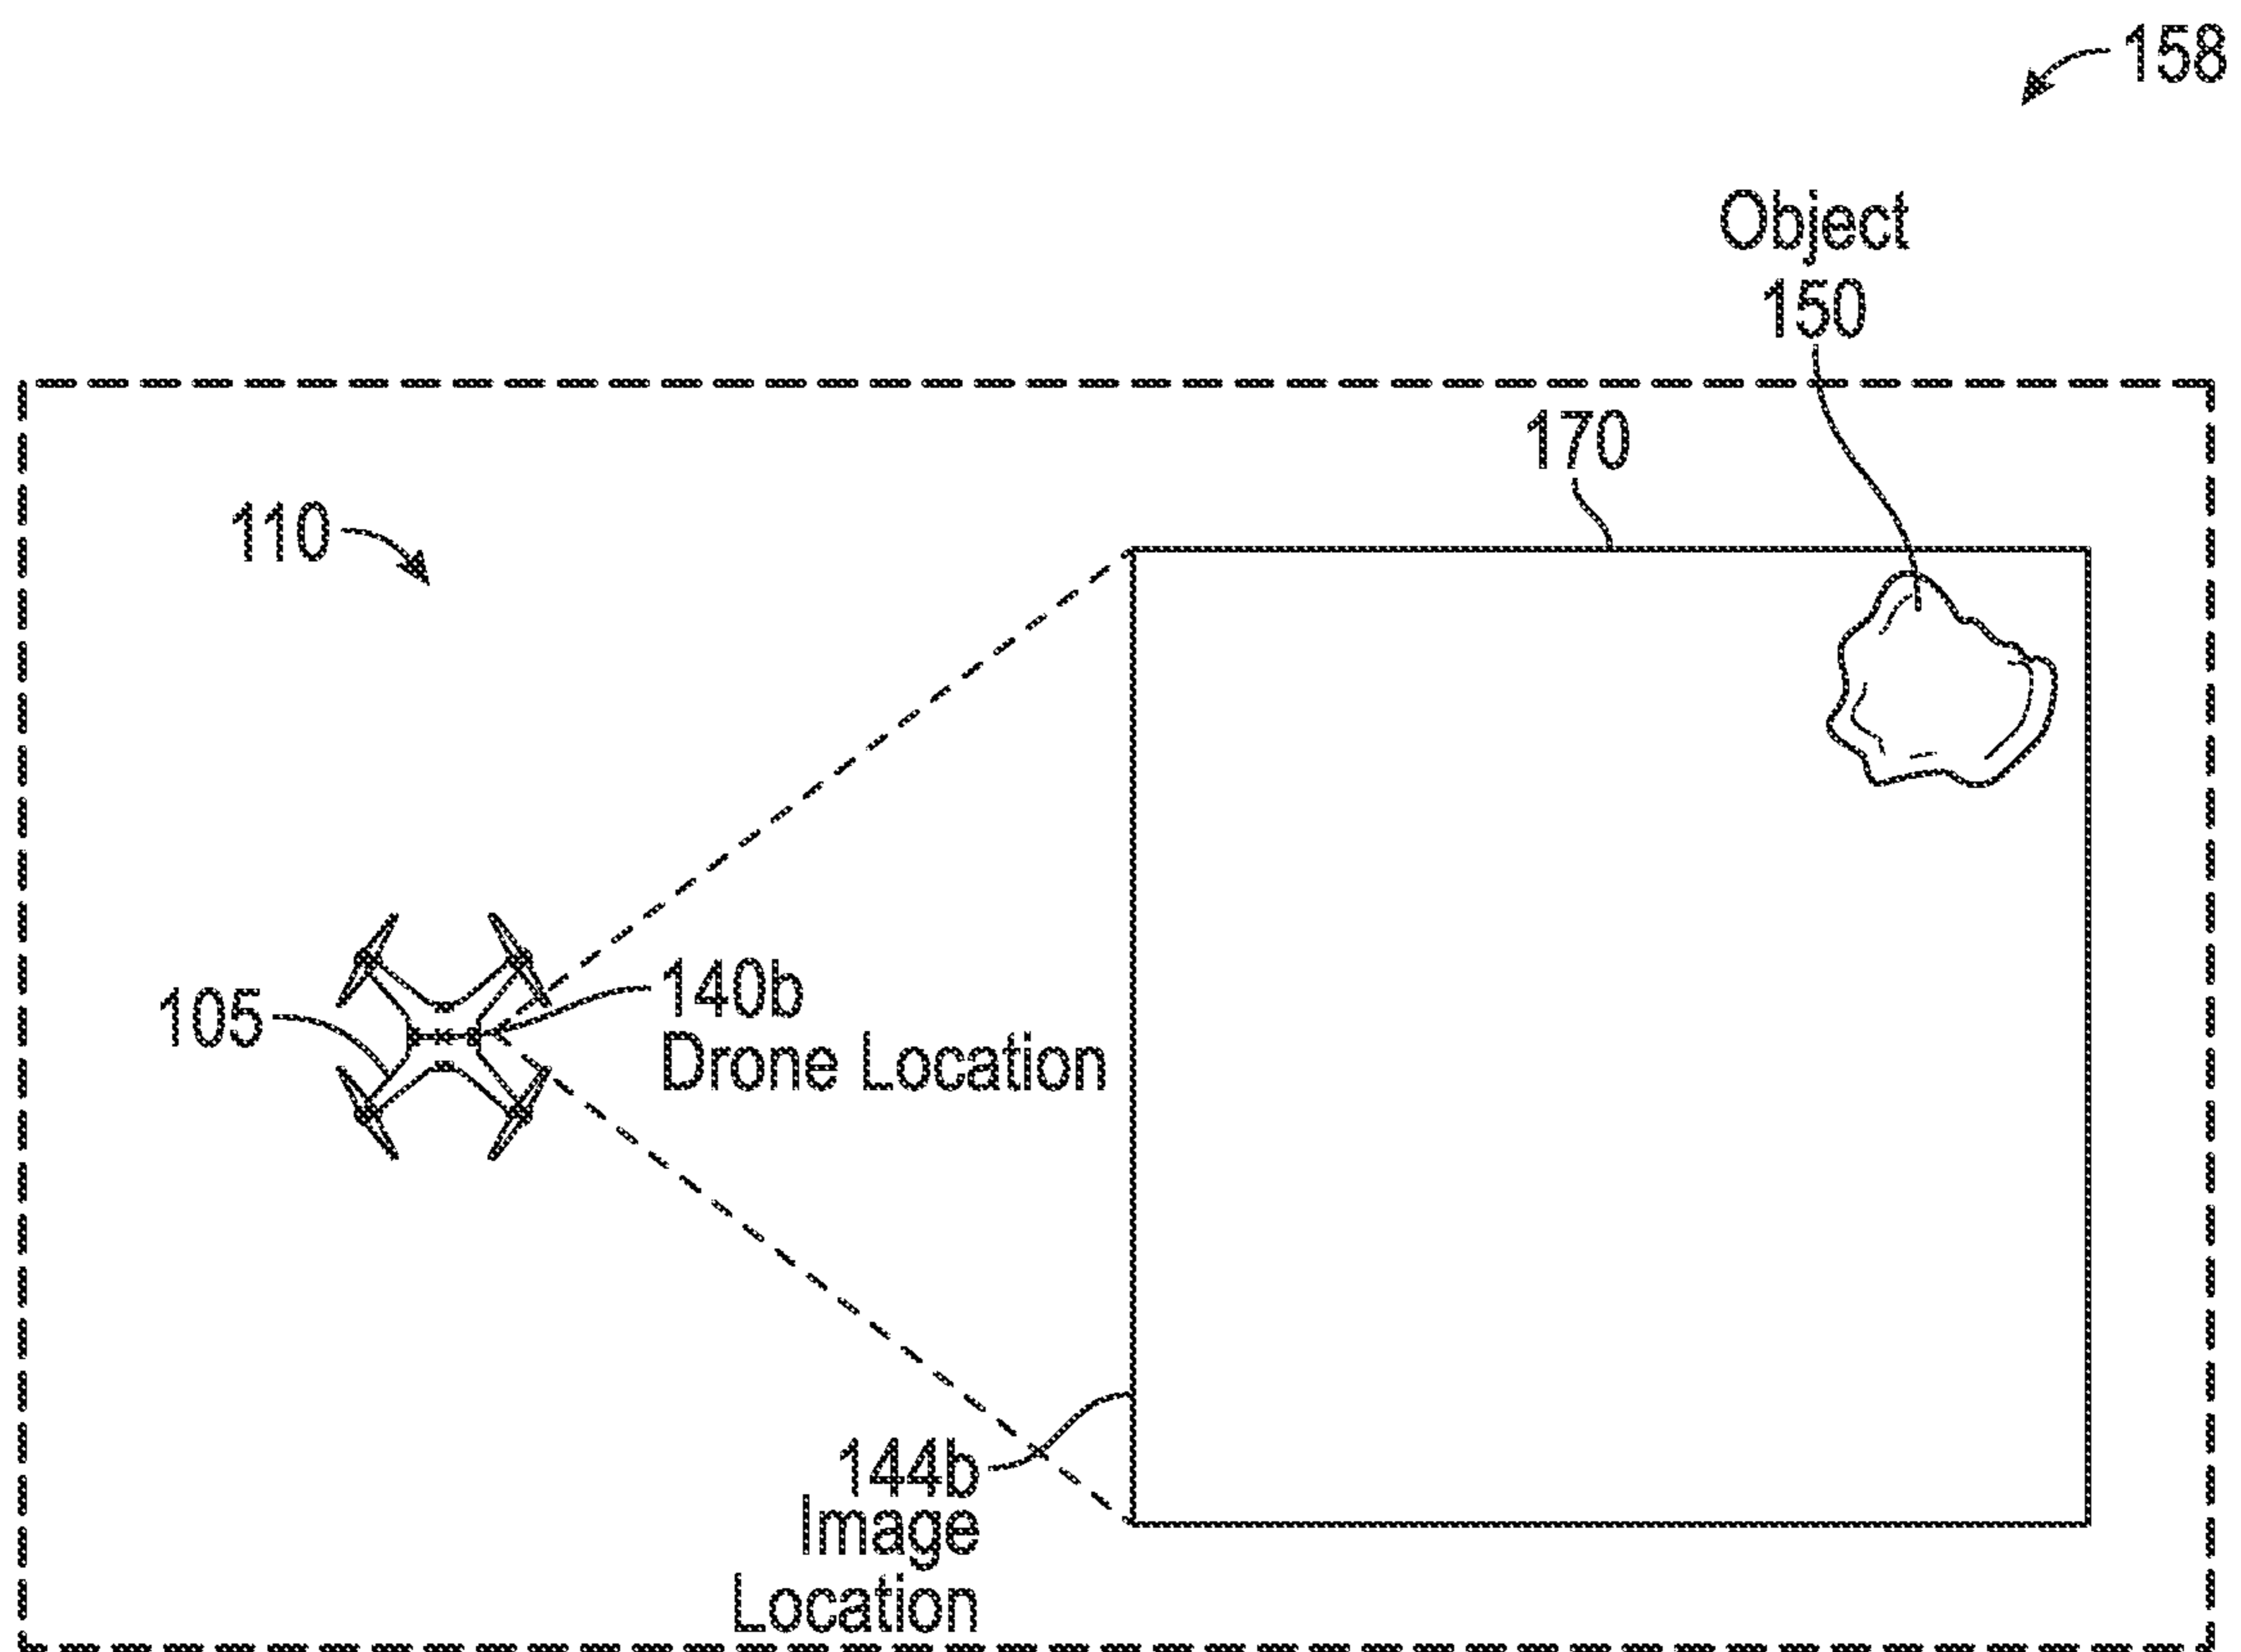 158
Object
150
170
110
105
140b
Drone Location
144b
Image
Location